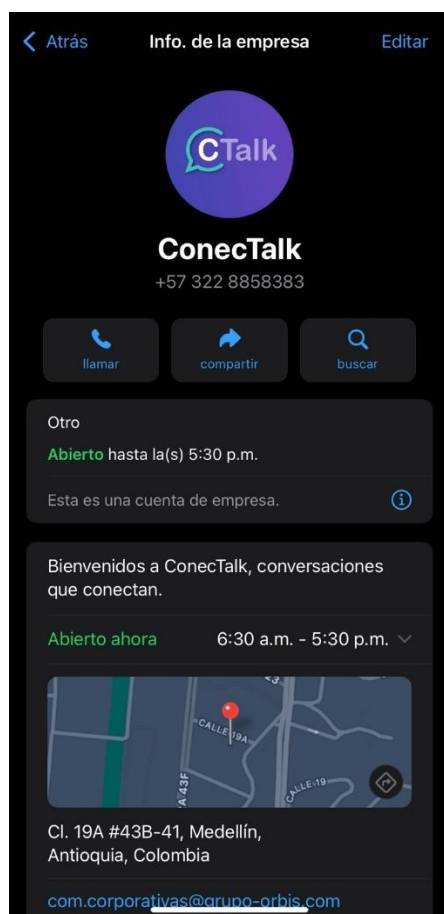 Atrás Info. de la empresa Editar
CTalk
ConecTalk
+57 322 8858383
llamar compartir buscar
Otro
Abierto hasta la(s) 5:30 p.m.
Esta es una cuenta de empresa.
Bienvenidos a ConecTalk, conversaciones
que conectan.
Abierto ahora 6:30 a.m. - 5:30 p.m.
CALLE 19A
A 43F
CALLE 19
Cl. 19A #43B-41, Medellín,
Antioquia, Colombia
com.corporativas@grupo-orbis.com